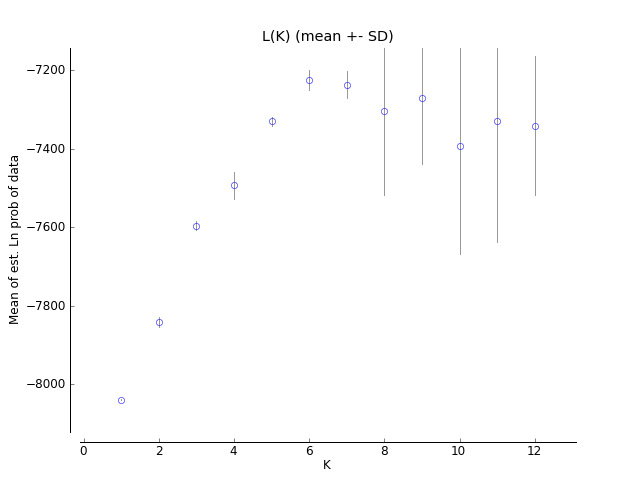 L(K) (mean +- SD)
Mean of est. Ln prob of data
−7200
−7400
−7600
−7800
−8000
0 2 4 6 8 10 12
K